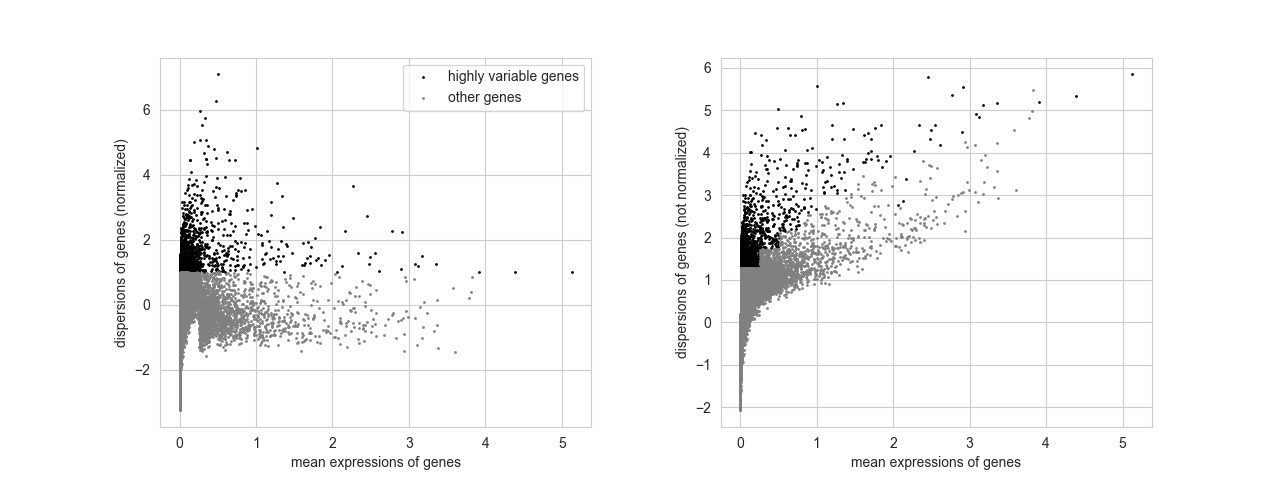 highly variable genes
other genes
dispersions of genes (normalized)
6
4
2
0
−2
0 1 2 3 4 5
mean expressions of genes
dispersions of genes (not normalized)
6
5
4
3
2
1
0
−1
−2
0 1 2 3 4 5
mean expressions of genes